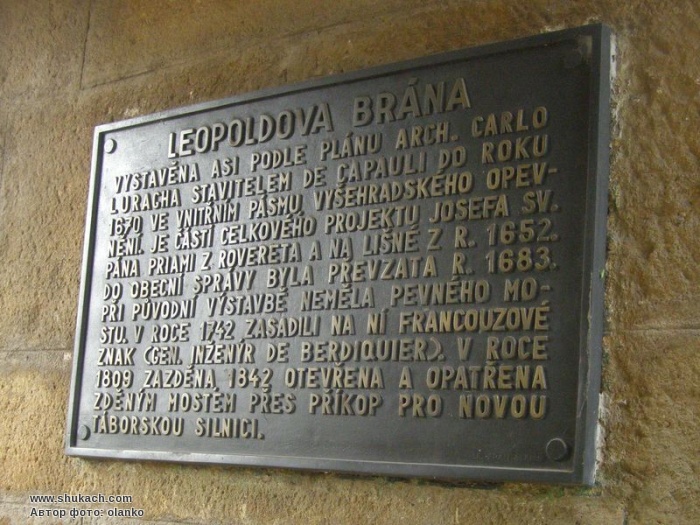 LEOPOLDOVA BRÁNA
VYSTAVĚNA ASI PODLE PLÁNU ARCH. CARLO
LURACHA STAVITELEM DE CAPAULI DO ROKU
1670 VE VNITŘNÍM PÁSMU VYŠEHRADSKÉHO OPEV-
NĚNÍ. JE ČÁSTÍ CELKOVÉHO PROJEKTU JOSEFA SV.
PÁNA PRIAMI Z ROVERETA A NA LIŠNÉ Z R. 1652.
DO OBECNÍ SPRÁVY BYLA PŘEVZATA R. 1683.
PŘI PŮVODNÍ VÝSTAVBĚ NEMĚLA PEVNÉHO MO-
STU. V ROCE 1742 ZASADILI NA NÍ FRANCOUZOVÉ
ZNAK (GEN. INŽENÝR DE BERDIQUIER). V ROCE
1809 ZAZDĚNA, 1842 OTEVŘENA A OPATŘENA
ZDĚNÝM MOSTEM PŘES PŘÍKOP PRO NOVOU
TÁBORSKOU SILNICI.
www.shukach.com
Автор фото: olanko